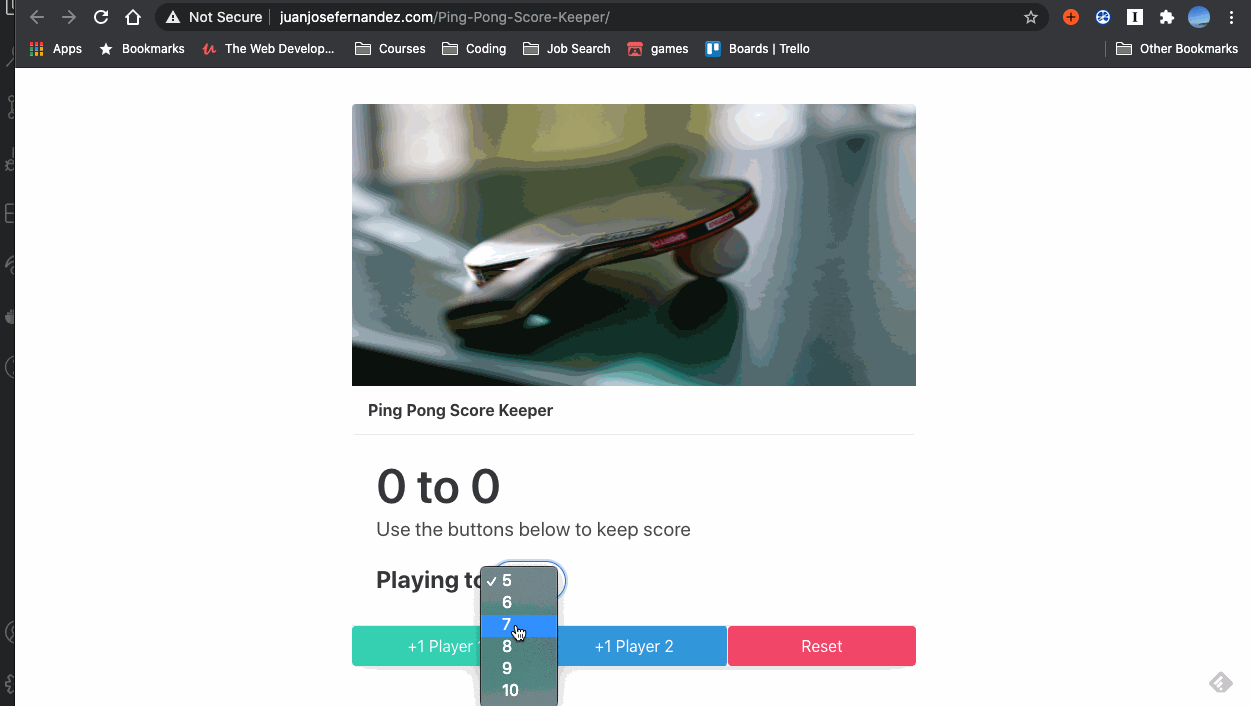 Not Secure juanjosefernandez.com/Ping-Pong-Score-Keeper/
Apps Bookmarks The Web Develop... Courses Coding Job Search games Boards | Trello Other Bookmarks
Ping Pong Score Keeper
0 to 0
Use the buttons below to keep score
Playing to
5
6
7
8
9
10
+1 Player +1 Player 2 Reset